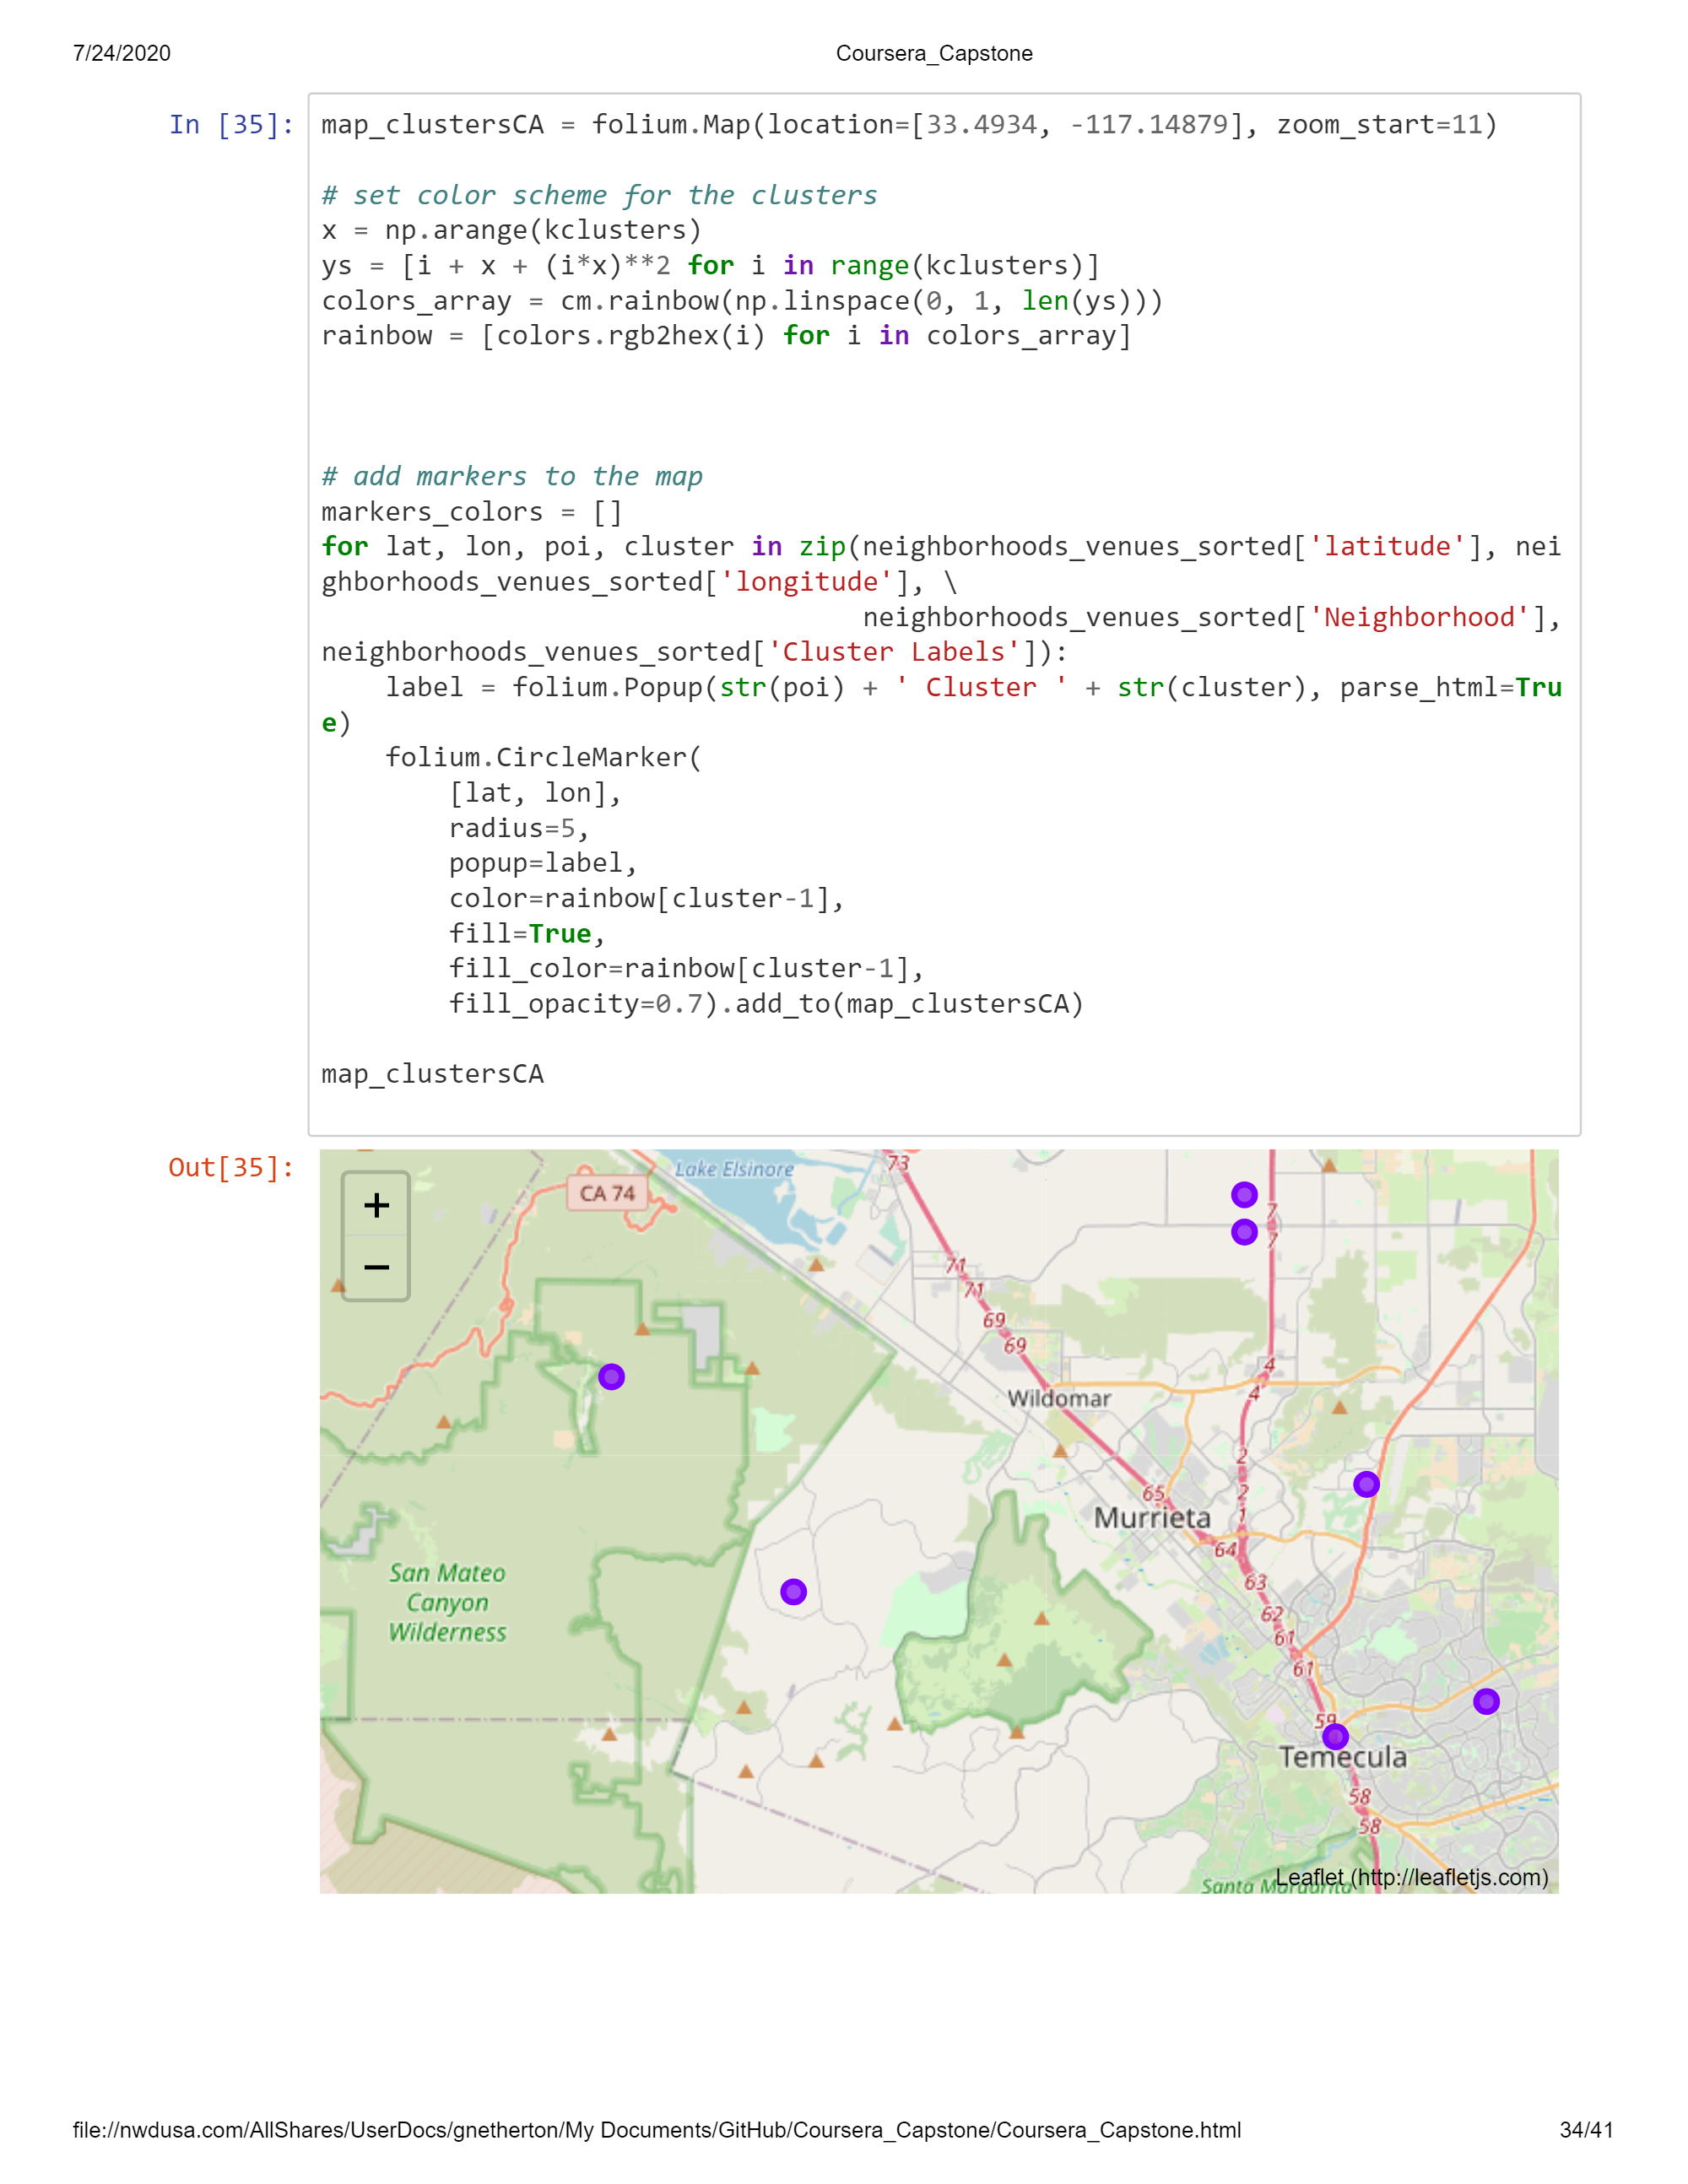 7/24/2020
Coursera_Capstone
In [35]:
map_clustersCA = folium.Map(location=[33.4934, -117.14879], zoom_start=11)
# set color scheme for the clusters
x = np.arange(kclusters)
ys = [i + x + (i*x)**2 for i in range(kclusters)]
colors_array = cm.rainbow(np.linspace(0, 1, len(ys)))
rainbow = [colors.rgb2hex(i) for i in colors_array]
# add markers to the map
markers_colors = []
for lat, lon, poi, cluster in zip(neighborhoods_venues_sorted['latitude'], nei
ghborhoods_venues_sorted['longitude'], \
neighborhoods_venues_sorted['Neighborhood'],
neighborhoods_venues_sorted['Cluster Labels']):
    label = folium.Popup(str(poi) + ' Cluster ' + str(cluster), parse_html=Tru
e)
    folium.CircleMarker(
        [lat, lon],
        radius=5,
        popup=label,
        color=rainbow[cluster-1],
        fill=True,
        fill_color=rainbow[cluster-1],
        fill_opacity=0.7).add_to(map_clustersCA)
map_clustersCA
Out[35]:
+
−
CA 74
Lake Elsinore
73
7
7
71
71
69
69
4
4
Wildomar
2
2
1
65
Murrieta
64
63
62
61
61
San Mateo
Canyon
Wilderness
59
Temecula
58
58
Santa Margarita
Leaflet (http://leafletjs.com)
file://nwdusa.com/AllShares/UserDocs/gnetherton/My Documents/GitHub/Coursera_Capstone/Coursera_Capstone.html
34/41